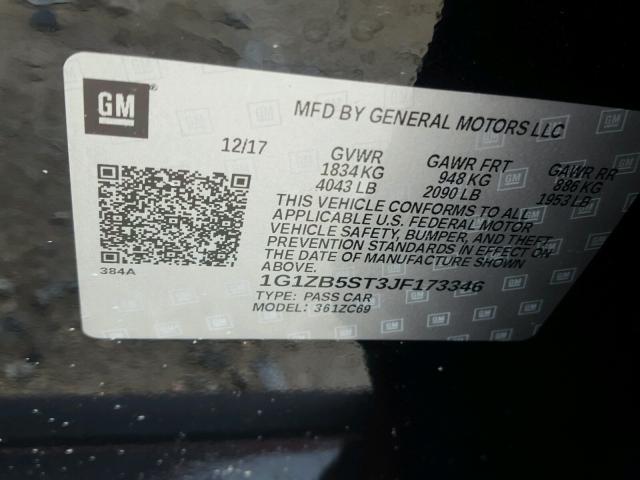 GM
MFD BY GENERAL MOTORS LLC
12/17
GVWR GAWR FRT GAWR RR
1834 KG 948 KG 886 KG
4043 LB 2090 LB 1953 LB
THIS VEHICLE CONFORMS TO ALL
APPLICABLE U.S. FEDERAL MOTOR
VEHICLE SAFETY, BUMPER, AND THEFT
PREVENTION STANDARDS IN EFFECT ON
THE DATE OF MANUFACTURE SHOWN
ABOVE.
384A
1G1ZB5ST3JF173346
TYPE: PASS CAR
MODEL: 361ZC69